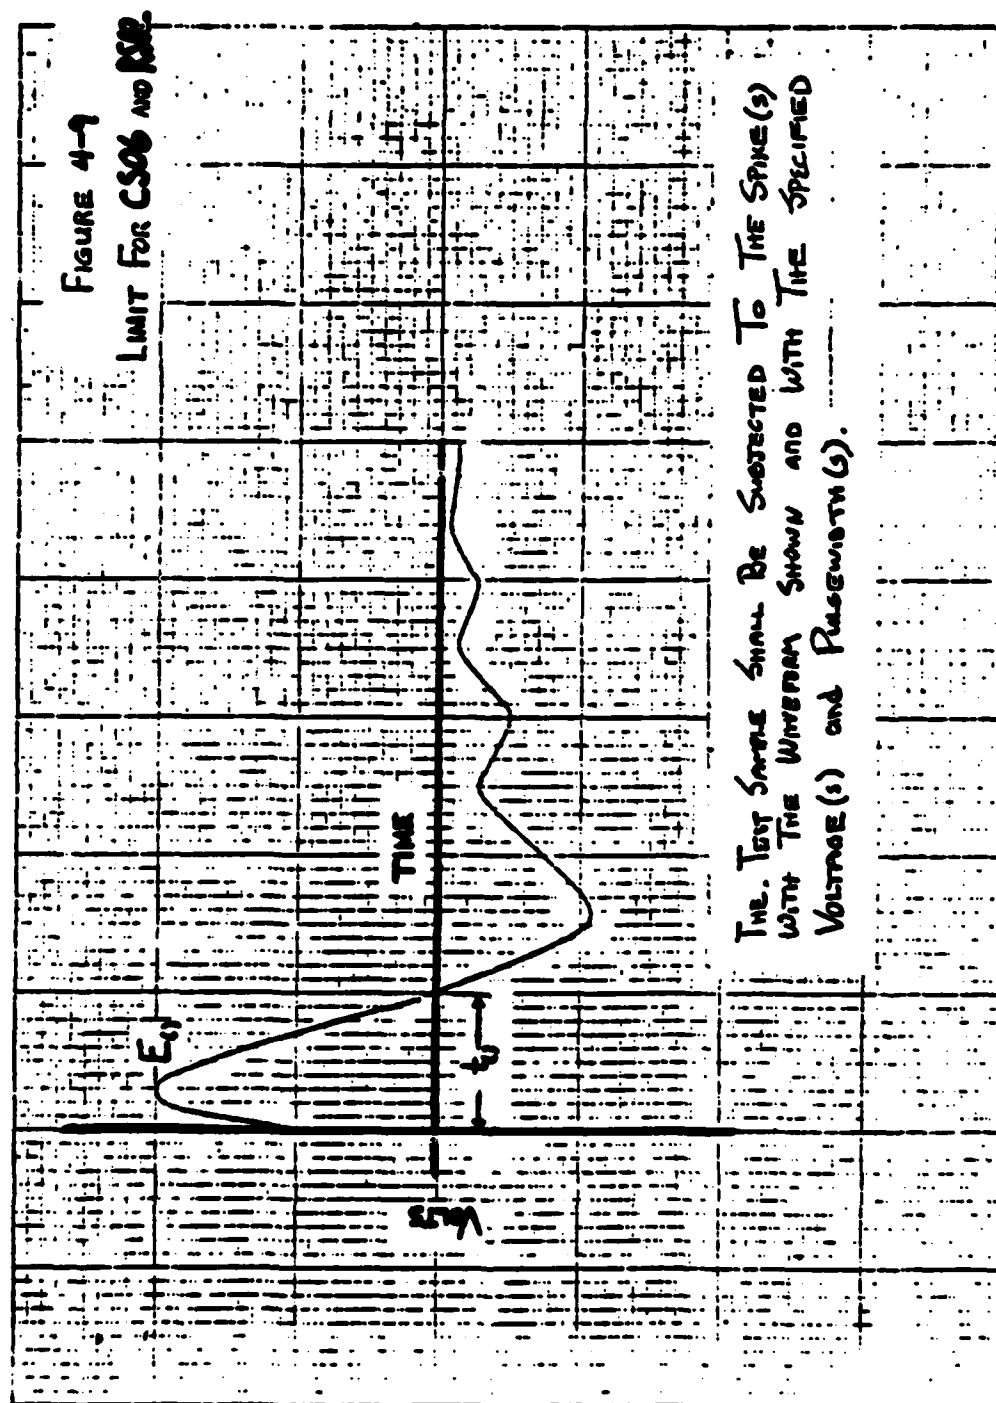 FIGURE 4-9
LIMIT FOR CS06 AND
E()
TIME
t()
THE TEST SAMPLE SHALL BE SUBJECTED TO THE SPIKE(S)
WITH THE WAVEFORM SHOWN AND WITH THE SPECIFIED
VOLTAGE(S) and PULSEWIDTH(S).